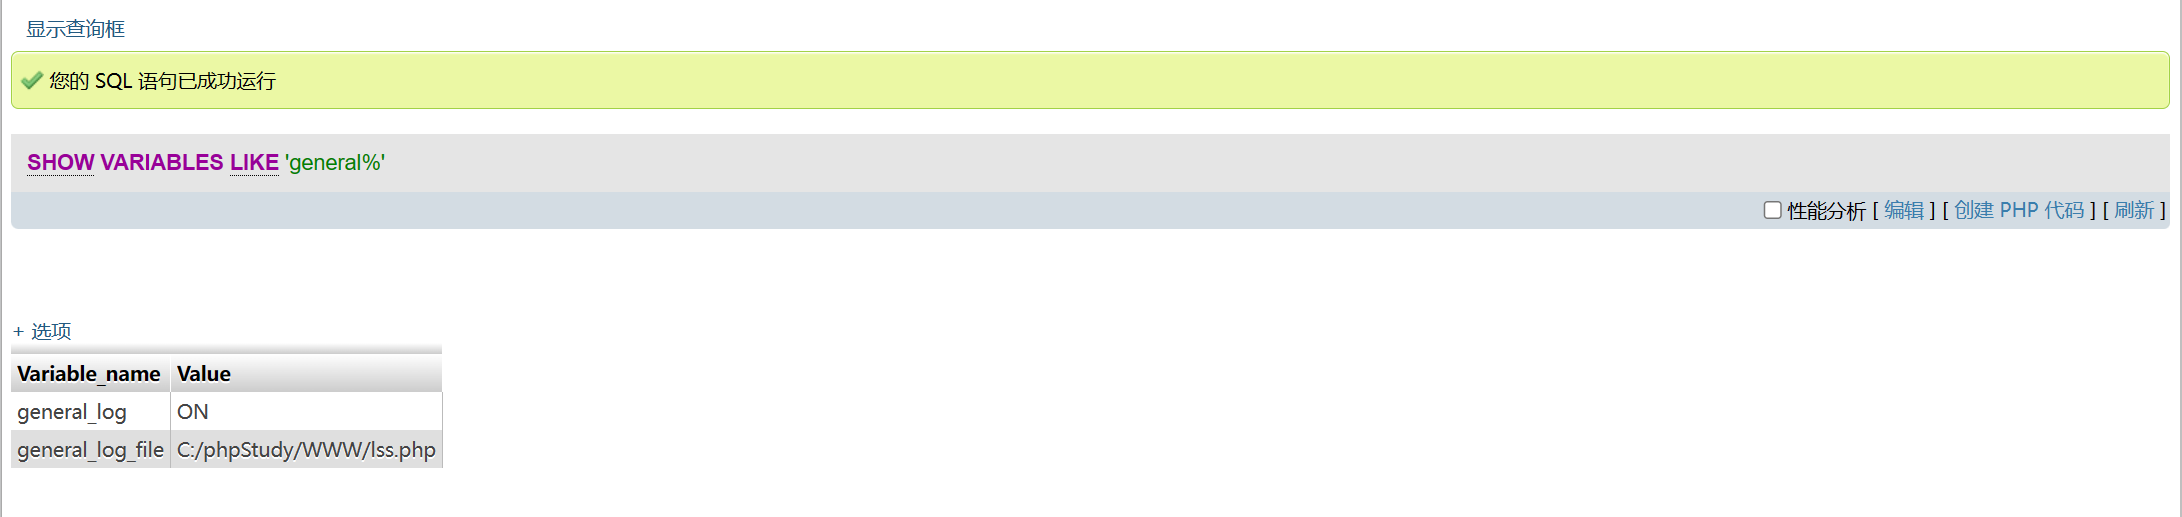 显示查询框
您的 SQL 语句已成功运行
SHOW VARIABLES LIKE 'general%'
性能分析 [ 编辑 ] [ 创建 PHP 代码 ] [ 刷新 ]
+ 选项
Variable_name Value
general_log ON
general_log_file C:/phpStudy/WWW/lss.php